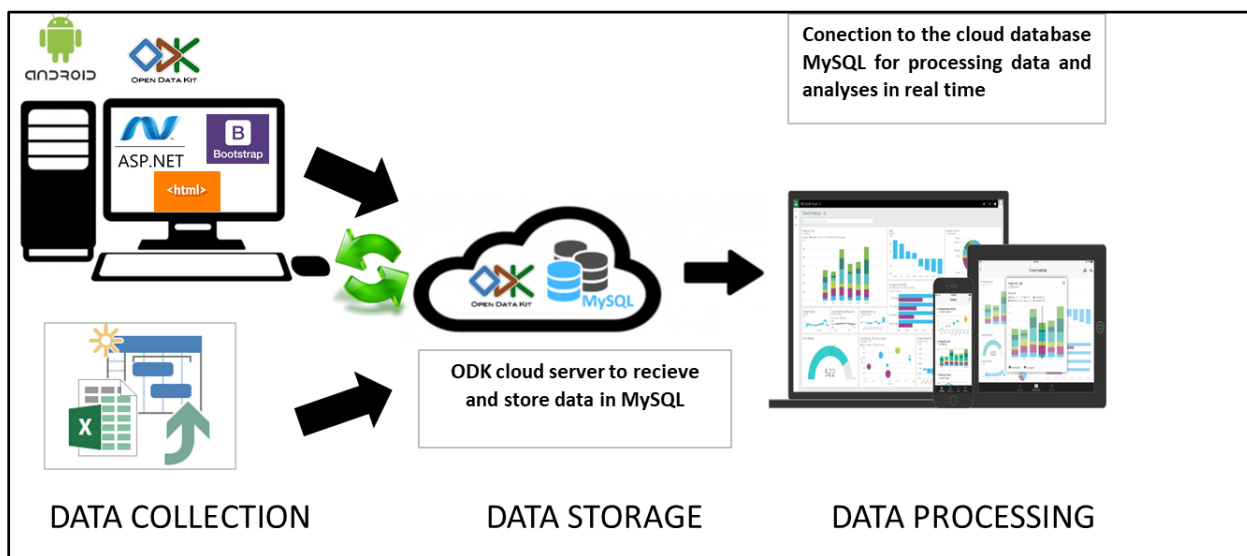 ANDROID
OPEN DATA KIT
ASP.NET
B
Bootstrap
<html>
X
Conection to the cloud database
MySQL for processing data and
analyses in real time
OPEN DATA KIT
MySQL
ODK cloud server to recieve
and store data in MySQL
522
DATA COLLECTION
DATA STORAGE
DATA PROCESSING